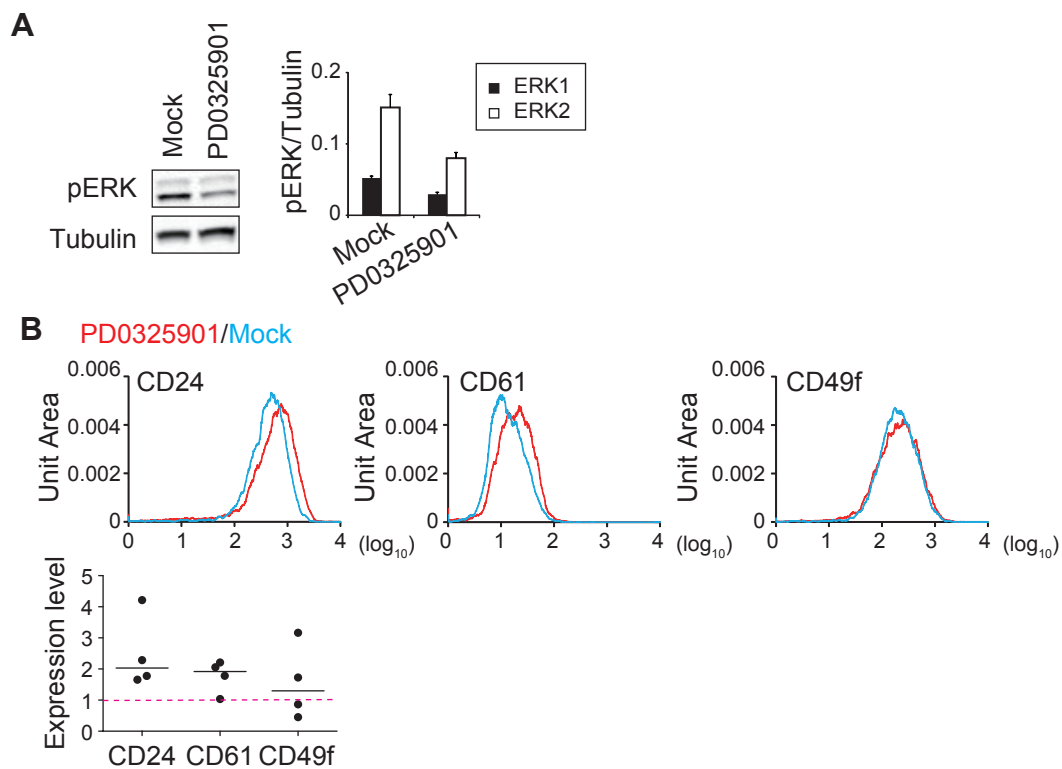 A
Mock
PD0325901
pERK
Tubulin
pERK/Tubulin
0.2
0.1
0
Mock
PD0325901
ERK1
ERK2
B
PD0325901/Mock
CD24
Unit Area
0.006
0.004
0.002
0
0 1 2 3 4 (log10)
CD61
Unit Area
0.006
0.004
0.002
0
0 1 2 3 4 (log10)
CD49f
Unit Area
0.006
0.004
0.002
0
0 1 2 3 4 (log10)
Expression level
5
4
3
2
1
0
CD24 CD61 CD49f